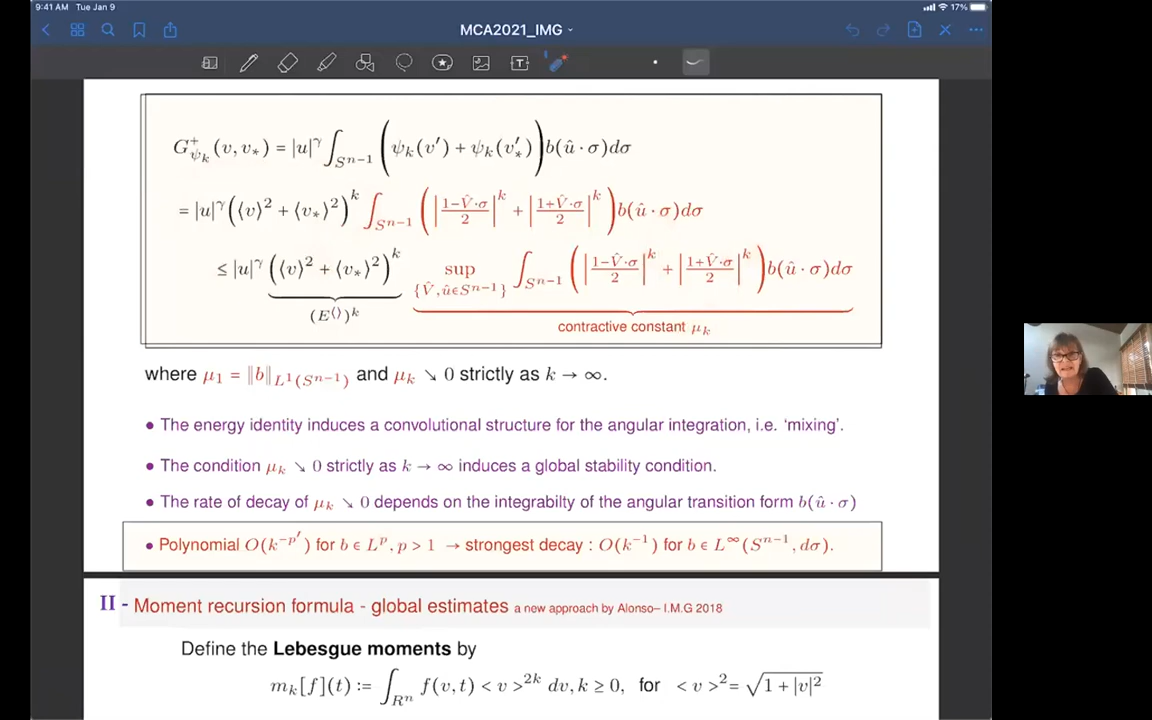 9:41 AM Tue Jan 9
17%
MCA2021_IMG
G⁺_{ψ_k}(v, v_*) = |u|^γ ∫_{S^{n−1}} (ψ_k(v′) + ψ_k(v′_*)) b(û · σ)dσ
= |u|^γ (⟨v⟩² + ⟨v_*⟩²)^k ∫_{S^{n−1}} (|1−V̂·σ / 2|^k + |1+V̂·σ / 2|^k) b(û · σ)dσ
≤ |u|^γ (⟨v⟩² + ⟨v_*⟩²)^k sup_{{V̂,û∈S^{n−1}}} ∫_{S^{n−1}} (|1−V̂·σ / 2|^k + |1+V̂·σ / 2|^k) b(û · σ)dσ
(E^{⟨⟩})^k
contractive constant μ_k
where μ₁ = ‖b‖_{L¹(S^{n−1})} and μ_k ↘ 0 strictly as k → ∞.
• The energy identity induces a convolutional structure for the angular integration, i.e. ‘mixing’.
• The condition μ_k ↘ 0 strictly as k → ∞ induces a global stability condition.
• The rate of decay of μ_k ↘ 0 depends on the integrabilty of the angular transition form b(û · σ)
• Polynomial O(k^{−p′}) for b ∈ L^p, p > 1 → strongest decay : O(k^{−1}) for b ∈ L^∞(S^{n−1}, dσ).
II - Moment recursion formula - global estimates a new approach by Alonso– I.M.G 2018
Define the Lebesgue moments by
m_k[f](t) := ∫_{R^n} f(v, t) < v >^{2k} dv, k ≥ 0, for < v >² = √(1 + |v|²)